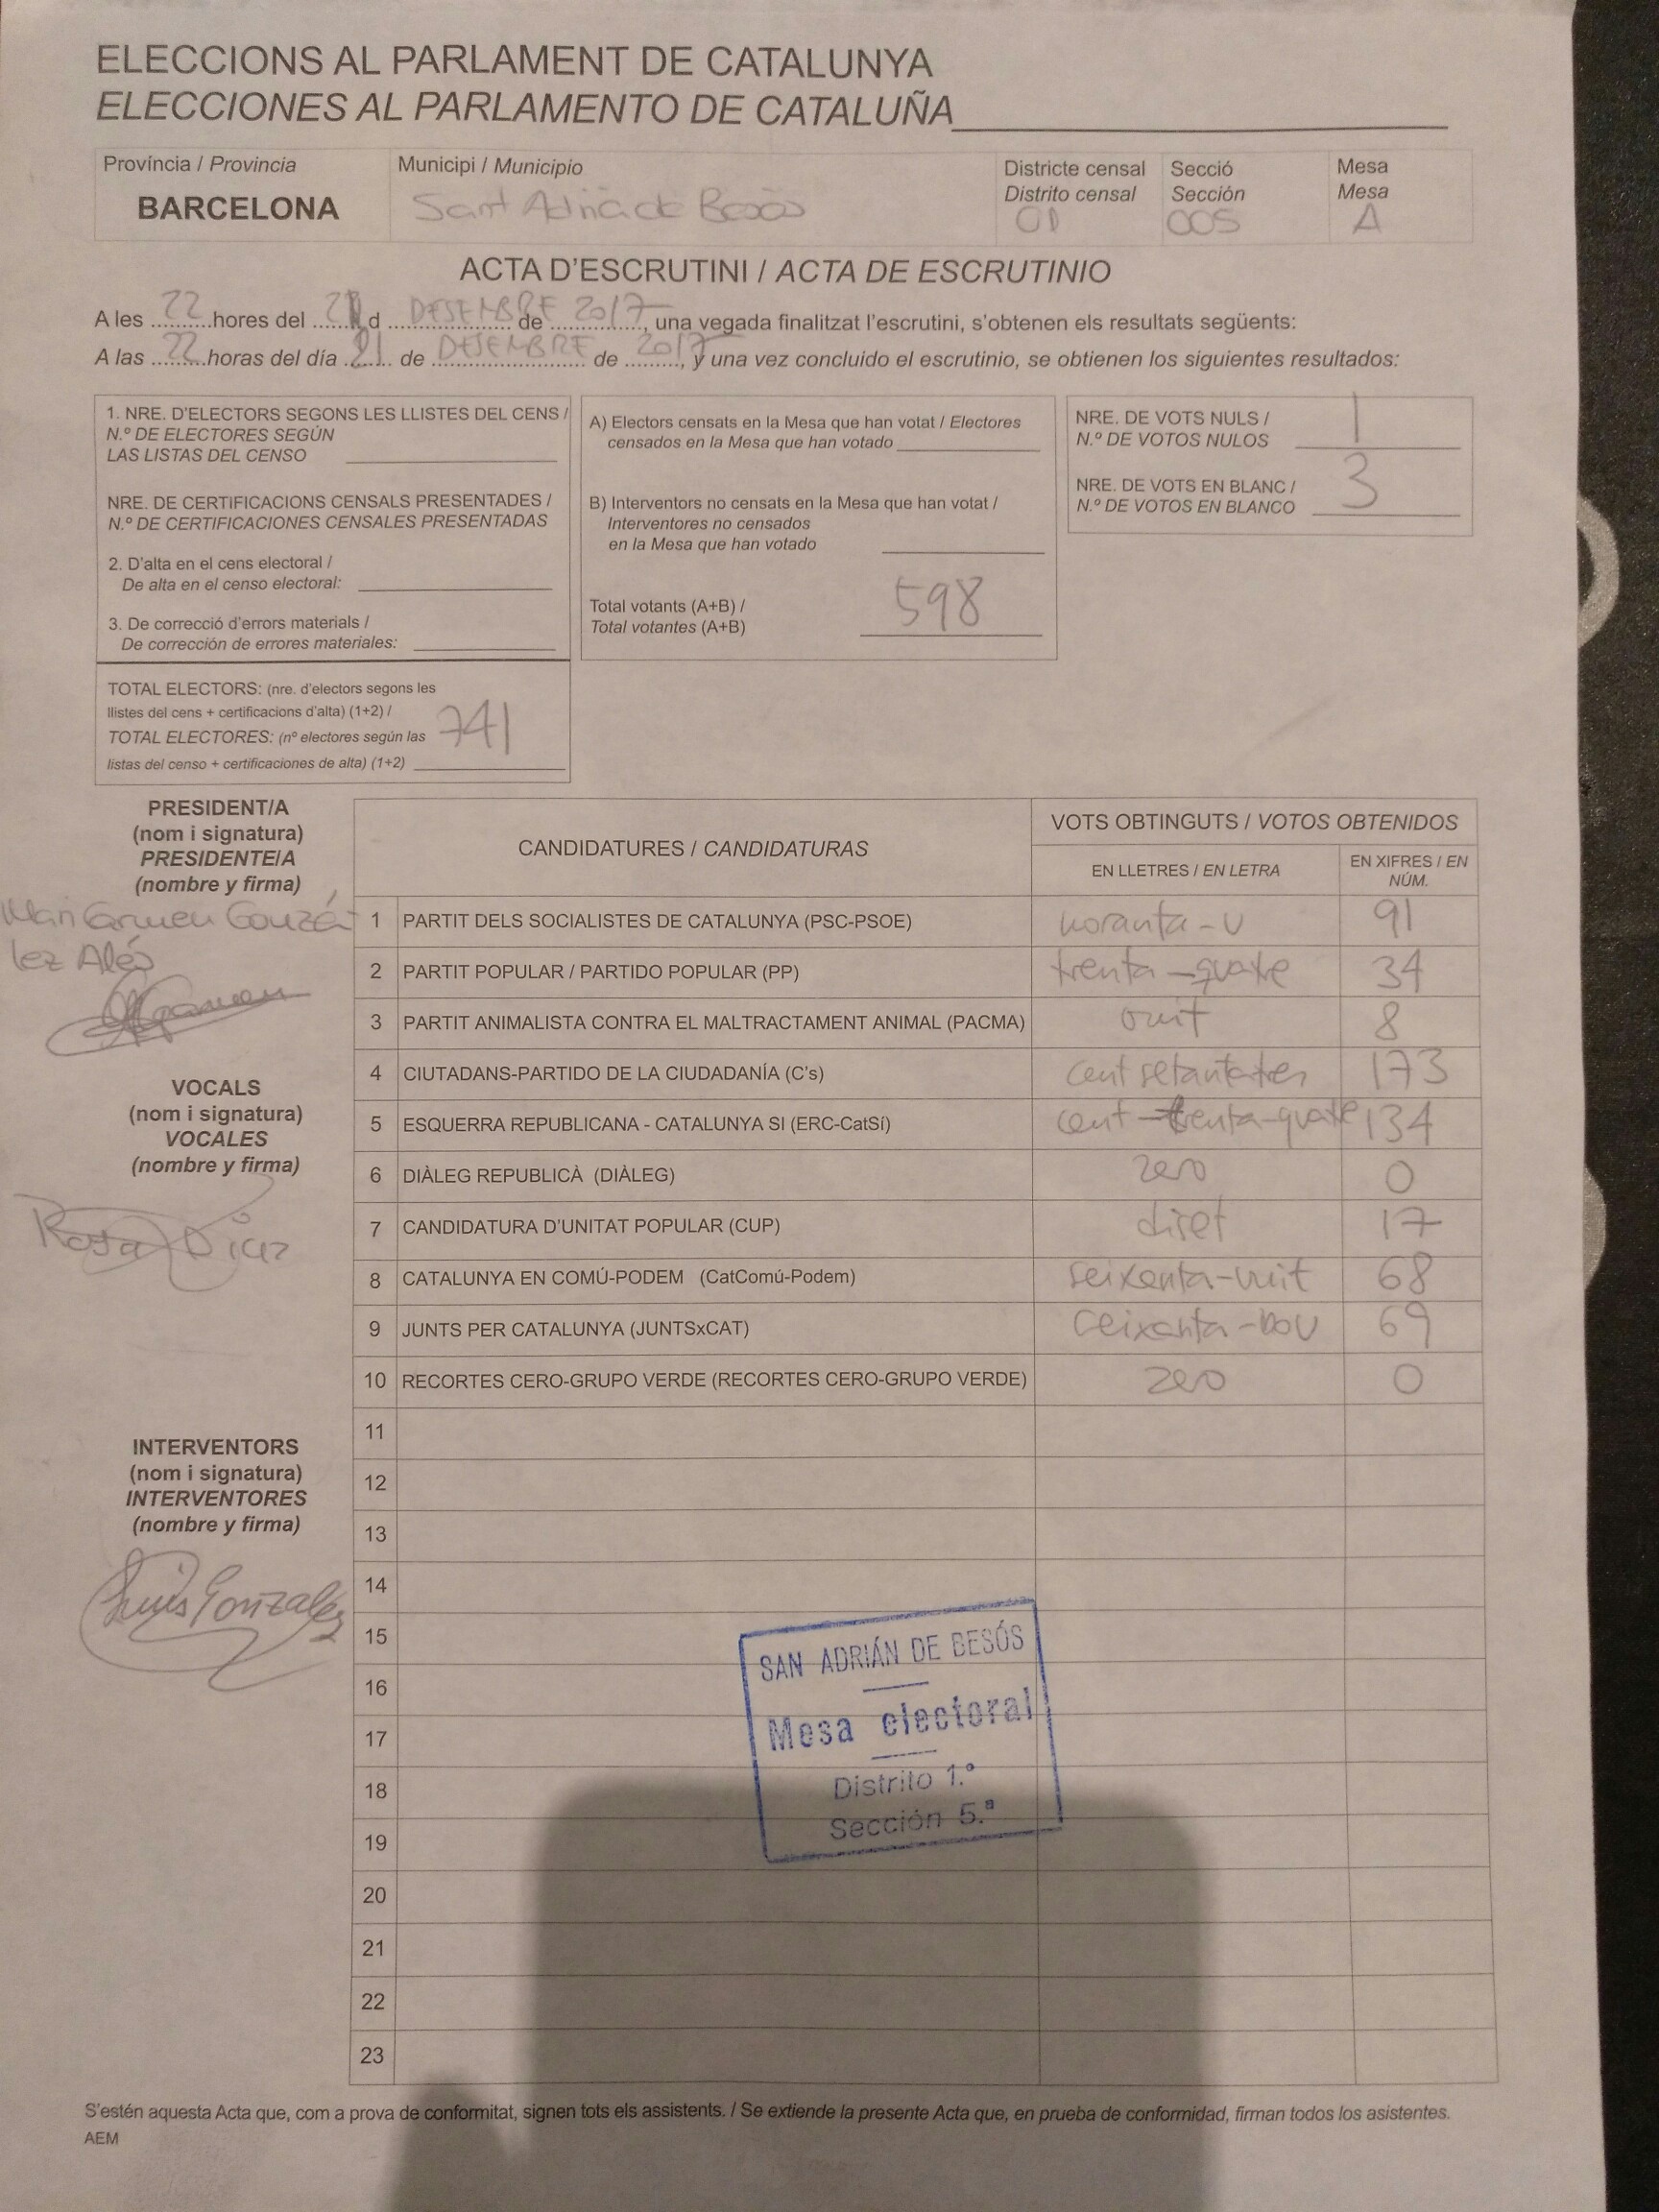 ELECCIONS AL PARLAMENT DE CATALUNYA
ELECCIONES AL PARLAMENTO DE CATALUÑA
Província / Provincia
BARCELONA
Municipi / Municipio
Sant Adrià de Besòs
Districte censal
Distrito censal
01
Secció
Sección
005
Mesa
Mesa
A
ACTA D'ESCRUTINI / ACTA DE ESCRUTINIO
A les 22 hores del 21 d DESEMBRE de 2017, una vegada finalitzat l'escrutini, s'obtenen els resultats següents:
A las 22 horas del día 21 de DESEMBRE de 2017, y una vez concluido el escrutinio, se obtienen los siguientes resultados:
1. NRE. D'ELECTORS SEGONS LES LLISTES DEL CENS /
N.º DE ELECTORES SEGÚN
LAS LISTAS DEL CENSO
NRE. DE CERTIFICACIONS CENSALS PRESENTADES /
N.º DE CERTIFICACIONES CENSALES PRESENTADAS
2. D'alta en el cens electoral /
De alta en el censo electoral:
3. De correcció d'errors materials /
De corrección de errores materiales:
TOTAL ELECTORS: (nre. d'electors segons les
llistes del cens + certificacions d'alta) (1+2) /
TOTAL ELECTORES: (nº electores según las
listas del censo + certificaciones de alta) (1+2)
741
A) Electors censats en la Mesa que han votat / Electores
censados en la Mesa que han votado
B) Interventors no censats en la Mesa que han votat /
Interventores no censados
en la Mesa que han votado
Total votants (A+B) /
Total votantes (A+B)
598
NRE. DE VOTS NULS /
N.º DE VOTOS NULOS
1
NRE. DE VOTS EN BLANC /
N.º DE VOTOS EN BLANCO
3
PRESIDENT/A
(nom i signatura)
PRESIDENTE/A
(nombre y firma)
Mari Carmen Gonzá
lez Alés
VOCALS
(nom i signatura)
VOCALES
(nombre y firma)
Rosa Díaz
INTERVENTORS
(nom i signatura)
INTERVENTORES
(nombre y firma)
Gonzalez
CANDIDATURES / CANDIDATURAS
VOTS OBTINGUTS / VOTOS OBTENIDOS
EN LLETRES / EN LETRA
EN XIFRES / EN
NÚM.
1 PARTIT DELS SOCIALISTES DE CATALUNYA (PSC-PSOE) noranta-u 91
2 PARTIT POPULAR / PARTIDO POPULAR (PP) trenta-quatre 34
3 PARTIT ANIMALISTA CONTRA EL MALTRACTAMENT ANIMAL (PACMA) vuit 8
4 CIUTADANS-PARTIDO DE LA CIUDADANÍA (C's) cent setanta tres 173
5 ESQUERRA REPUBLICANA - CATALUNYA SI (ERC-CatSí) cent-trenta-quatre 134
6 DIÀLEG REPUBLICÀ (DIÀLEG) zero 0
7 CANDIDATURA D'UNITAT POPULAR (CUP) diset 17
8 CATALUNYA EN COMÚ-PODEM (CatComú-Podem) seixenta-vuit 68
9 JUNTS PER CATALUNYA (JUNTSxCAT) ceixanta-nou 69
10 RECORTES CERO-GRUPO VERDE (RECORTES CERO-GRUPO VERDE) zero 0
11
12
13
14
15
16
17
18
19
20
21
22
23
SAN ADRIÁN DE BESÓS
Mesa electoral
Distrito 1.º
Sección 5.ª
S'estén aquesta Acta que, com a prova de conformitat, signen tots els assistents. / Se extiende la presente Acta que, en prueba de conformidad, firman todos los asistentes.
AEM